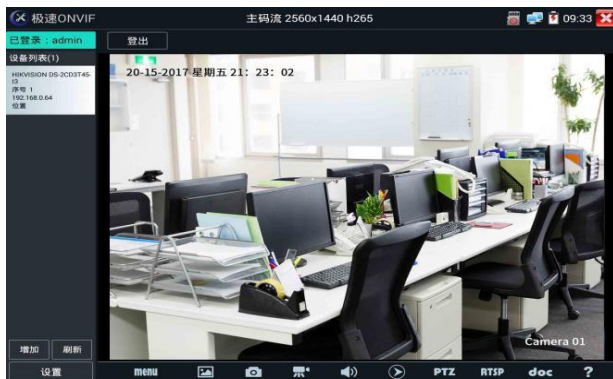 极速ONVIF
主码流 2560x1440 h265
09:33
已登录：admin
登出
设备列表(1)
HIKVISION DS-2CD3T45-
I3
序号 1
192.168.0.64
位置
20-15-2017 星期五 21：23：02
Camera 01
增加
刷新
设置
menu
PTZ
RTSP
doc
?